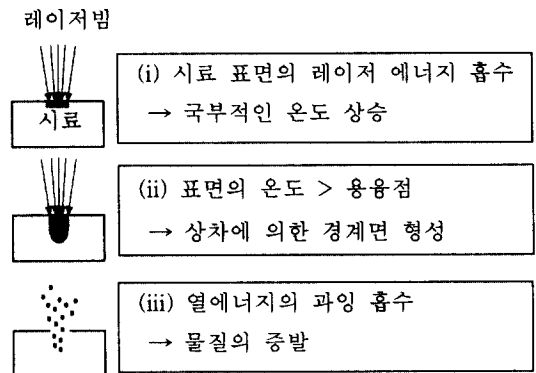 레이저빔
시료
(i) 시료 표면의 레이저 에너지 흡수
→ 국부적인 온도 상승
(ii) 표면의 온도 > 용융점
→ 상차에 의한 경계면 형성
(iii) 열에너지의 과잉 흡수
→ 물질의 증발